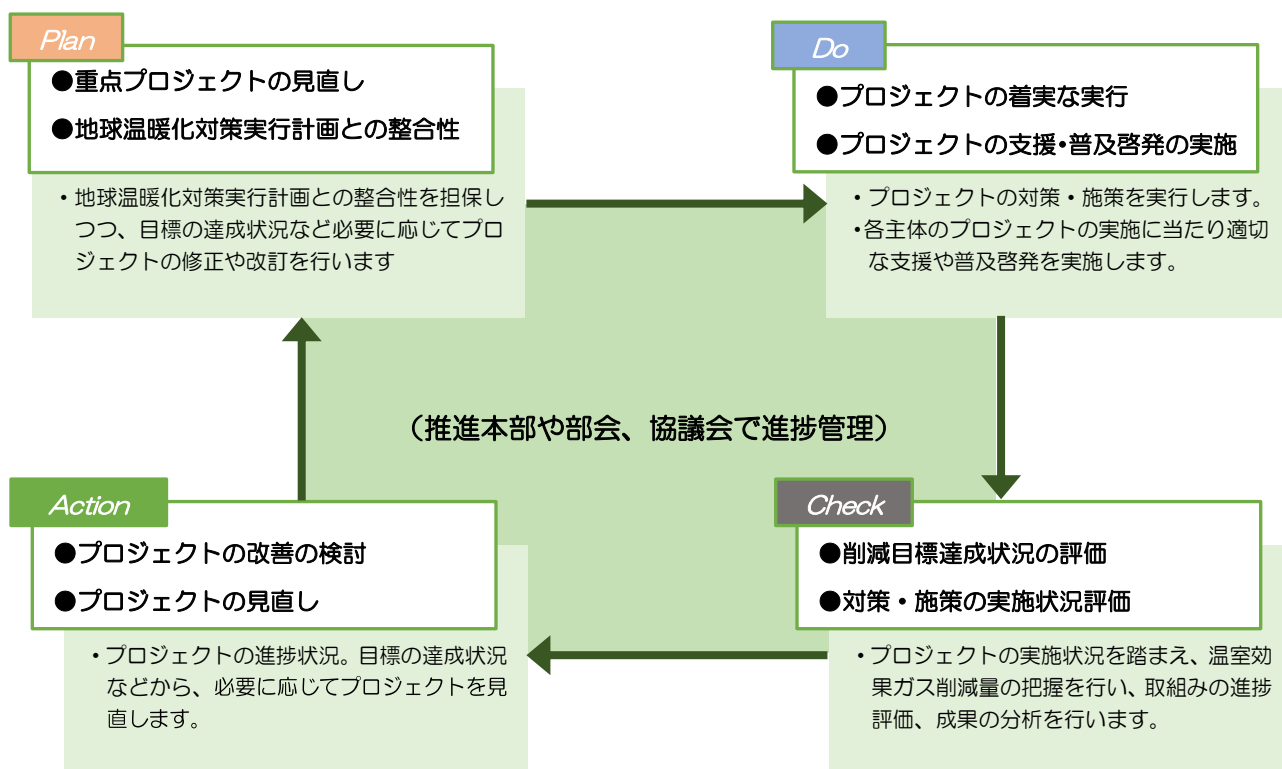 Plan
●重点プロジェクトの見直し
●地球温暖化対策実行計画との整合性
・地球温暖化対策実行計画との整合性を担保し
つつ、目標の達成状況など必要に応じてプロ
ジェクトの修正や改訂を行います
Do
●プロジェクトの着実な実行
●プロジェクトの支援・普及啓発の実施
・プロジェクトの対策・施策を実行します。
・各主体のプロジェクトの実施に当たり適切
な支援や普及啓発を実施します。
（推進本部や部会、協議会で進捗管理）
Action
●プロジェクトの改善の検討
●プロジェクトの見直し
・プロジェクトの進捗状況。目標の達成状況
などから、必要に応じてプロジェクトを見
直します。
Check
●削減目標達成状況の評価
●対策・施策の実施状況評価
・プロジェクトの実施状況を踏まえ、温室効
果ガス削減量の把握を行い、取組みの進捗
評価、成果の分析を行います。